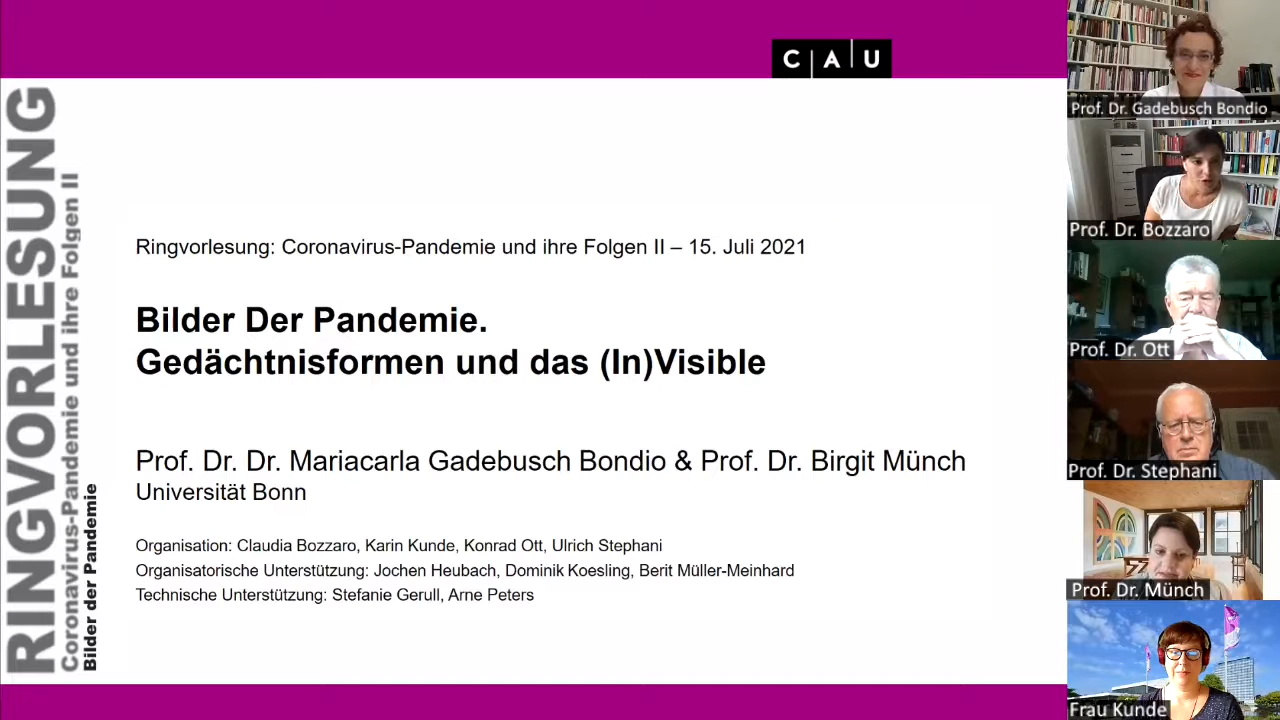 RINGVORLESUNG
Coronavirus-Pandemie und ihre Folgen II
Bilder der Pandemie
CAU
Ringvorlesung: Coronavirus-Pandemie und ihre Folgen II – 15. Juli 2021
Bilder Der Pandemie.
Gedächtnisformen und das (In)Visible
Prof. Dr. Dr. Mariacarla Gadebusch Bondio & Prof. Dr. Birgit Münch
Universität Bonn
Organisation: Claudia Bozzaro, Karin Kunde, Konrad Ott, Ulrich Stephani
Organisatorische Unterstützung: Jochen Heubach, Dominik Koesling, Berit Müller-Meinhard
Technische Unterstützung: Stefanie Gerull, Arne Peters
Prof. Dr. Gadebusch Bondio
Prof. Dr. Bozzaro
Prof. Dr. Ott
Prof. Dr. Stephani
Prof. Dr. Münch
Frau Kunde